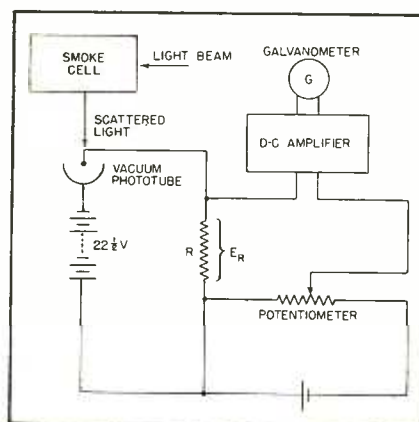 SMOKE
CELL
LIGHT BEAM
GALVANOMETER
G
SCATTERED
LIGHT
D-C AMPLIFIER
VACUUM
PHOTOTUBE
22 1/2 V
R
E_R
POTENTIOMETER